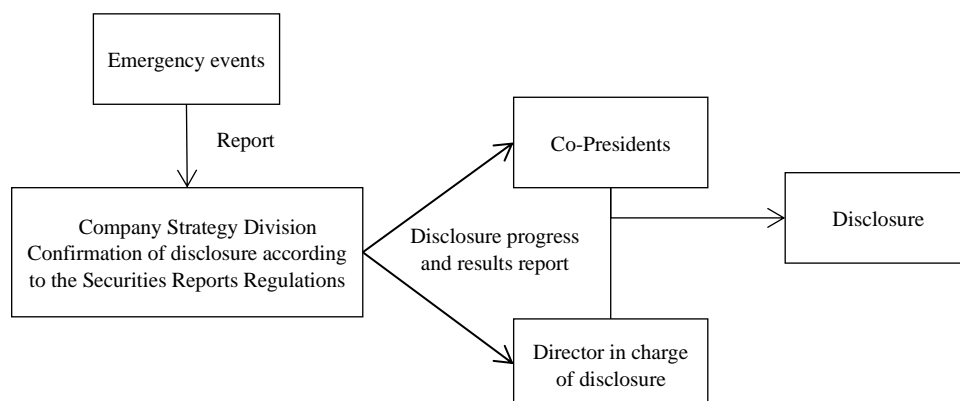 Emergency events
Report
Company Strategy Division
Confirmation of disclosure according
to the Securities Reports Regulations
Co-Presidents
Disclosure progress
and results report
Director in charge
of disclosure
Disclosure